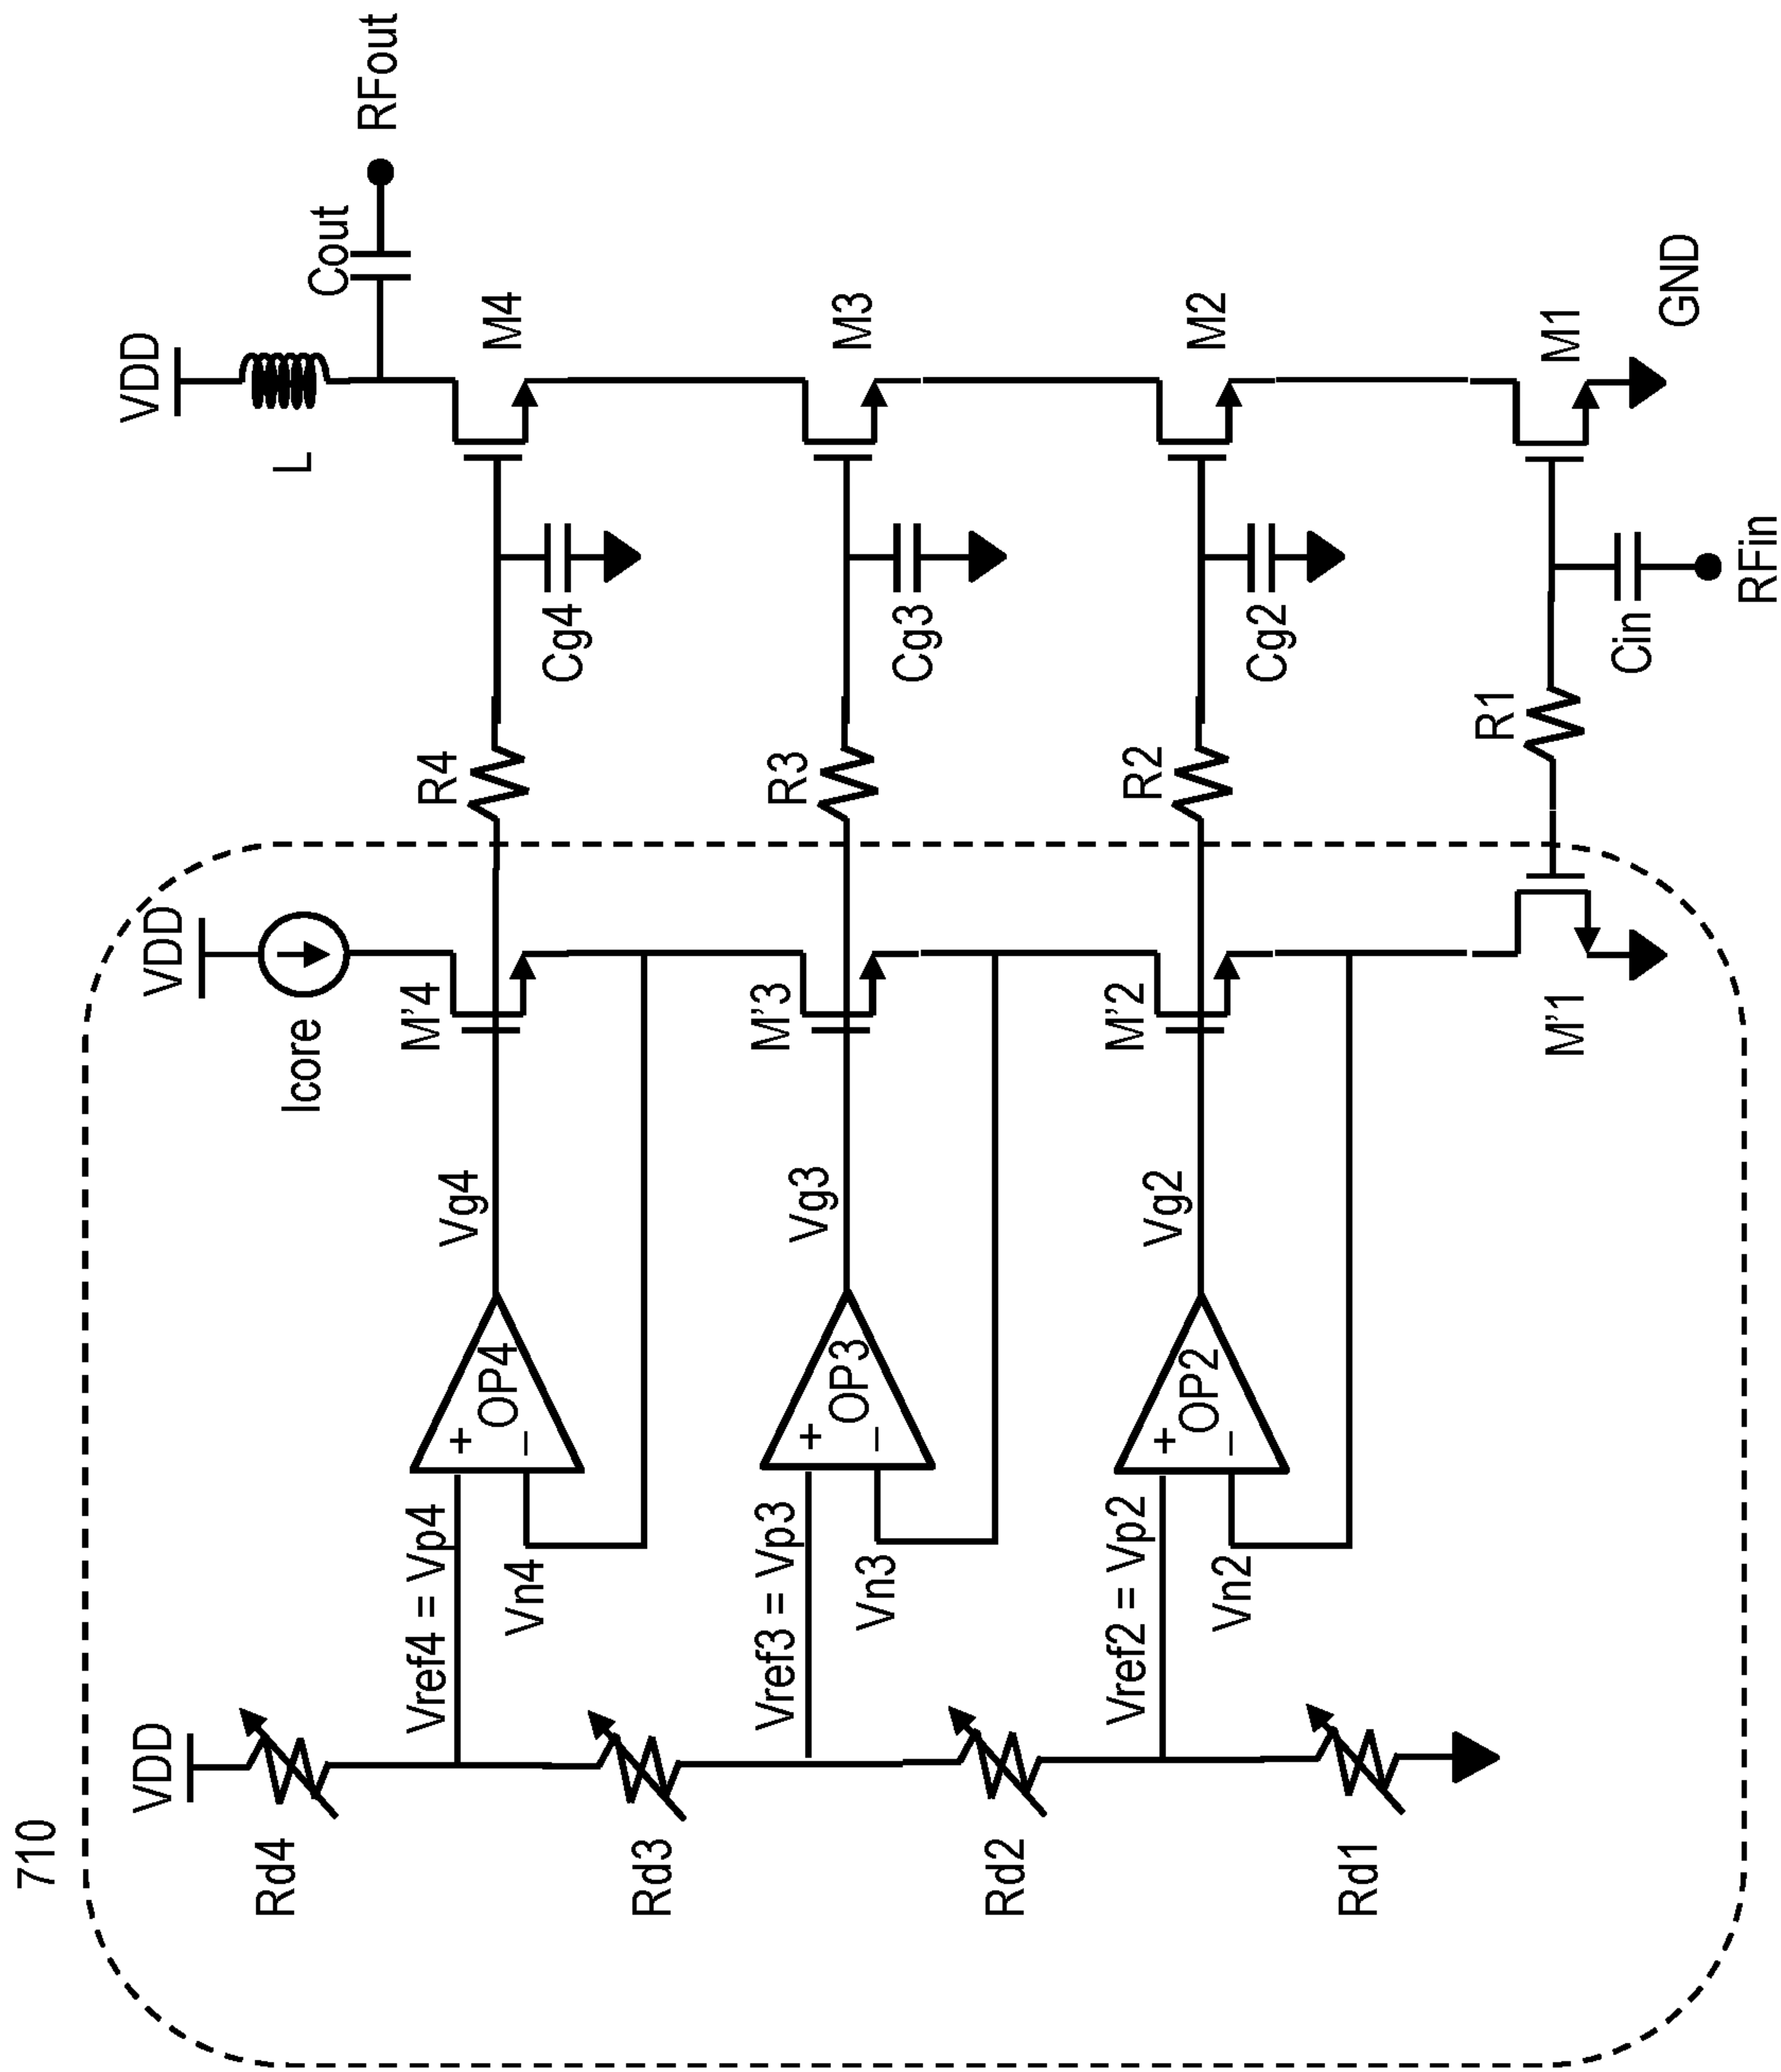 710
VDD
Rd4
Rd3
Rd2
Rd1
Vref4 = Vp4
Vn4
Vref3 = Vp3
Vn3
Vref2 = Vp2
Vn2
+
OP4
–
+
OP3
–
+
OP2
–
Vg4
Vg3
Vg2
VDD
Icore
M'4
M'3
M'2
M'1
R4
R3
R2
R1
Cg4
Cg3
Cg2
Cin
RFin
VDD
L
Cout
RFout
M4
M3
M2
M1
GND